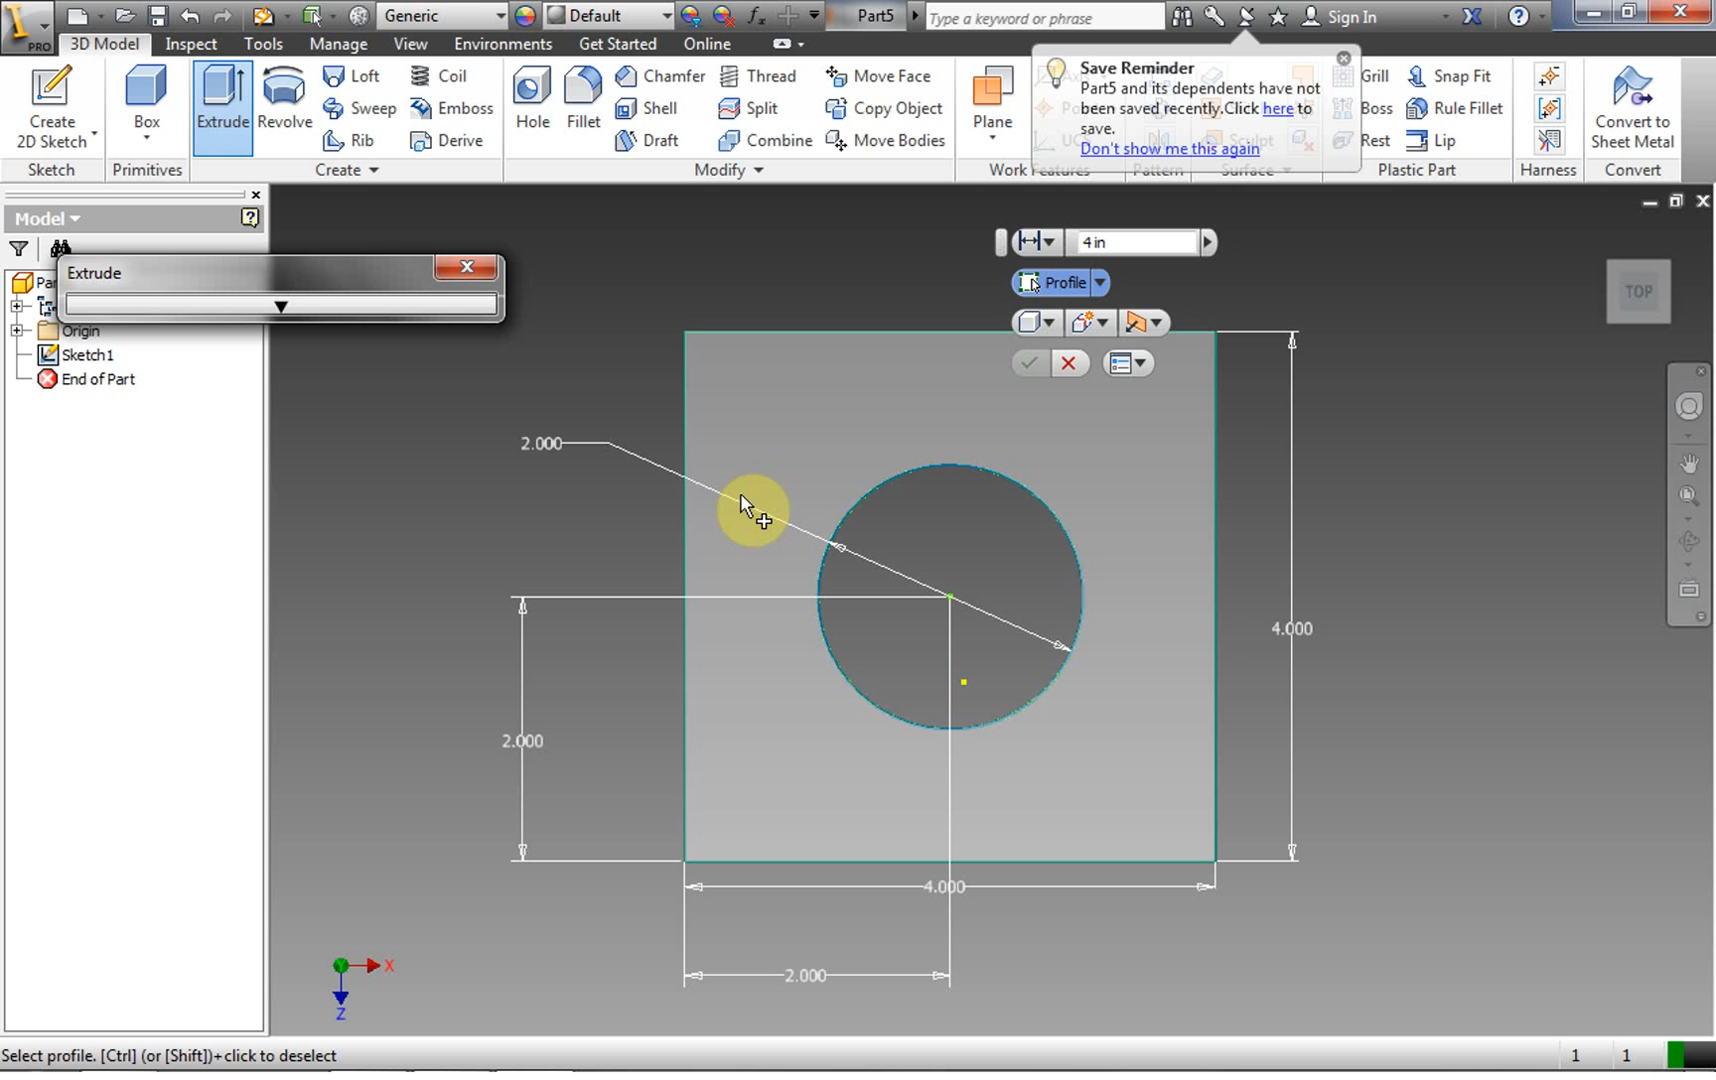 Generic
Default
fx
Part5
Type a keyword or phrase
Sign In
PRO
3D Model
Inspect
Tools
Manage
View
Environments
Get Started
Online
Create
2D Sketch
Sketch
Box
Primitives
Extrude
Revolve
Loft
Sweep
Rib
Coil
Emboss
Derive
Create
Hole
Fillet
Chamfer
Shell
Draft
Thread
Split
Combine
Move Face
Copy Object
Move Bodies
Modify
Plane
Work Features
Save Reminder
Part5 and its dependents have not
been saved recently.Click here to
save.
Don't show me this again
Pattern
Sculpt
Surface
Grill
Boss
Rest
Snap Fit
Rule Fillet
Lip
Plastic Part
Harness
Convert to
Sheet Metal
Convert
Model
Extrude
Origin
Sketch1
End of Part
4 in
Profile
TOP
2.000
4.000
2.000
4.000
2.000
X
Z
Select profile. [Ctrl] (or [Shift])+click to deselect
1
1